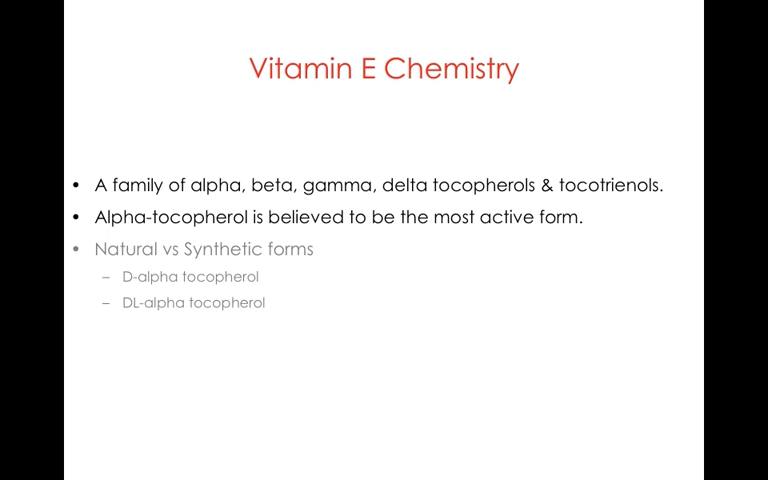 Vitamin E Chemistry
• A family of alpha, beta, gamma, delta tocopherols & tocotrienols.
• Alpha-tocopherol is believed to be the most active form.
• Natural vs Synthetic forms
– D-alpha tocopherol
– DL-alpha tocopherol